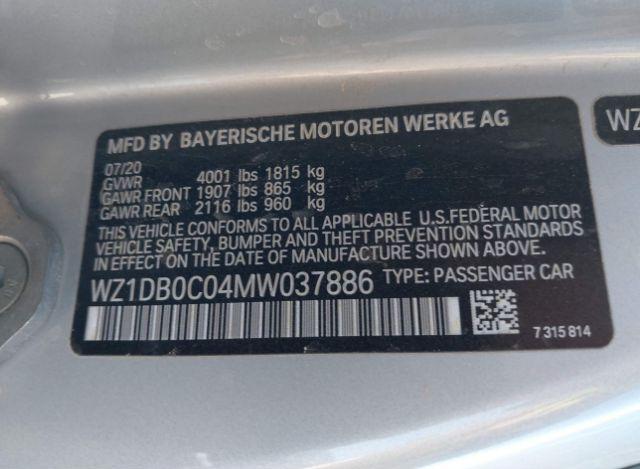 MFD BY BAYERISCHE MOTOREN WERKE AG
07/20
GVWR 4001 lbs 1815 kg
GAWR FRONT 1907 lbs 865 kg
GAWR REAR 2116 lbs 960 kg
THIS VEHICLE CONFORMS TO ALL APPLICABLE U.S.FEDERAL MOTOR
VEHICLE SAFETY, BUMPER, AND THEFT PREVENTION STANDARDS
IN EFFECT ON THE DATE OF MANUFACTURE SHOWN ABOVE.
WZ1DB0C04MW037886 TYPE: PASSENGER CAR
7 315 814
WZ